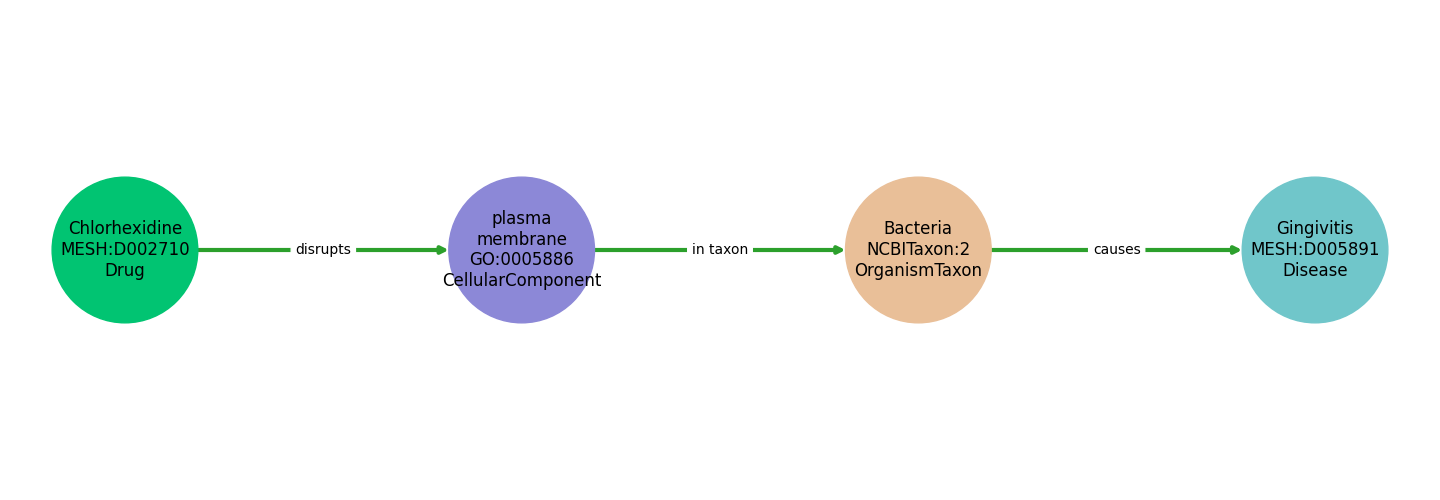 Chlorhexidine
MESH:D002710
Drug
disrupts
plasma
membrane
GO:0005886
CellularComponent
in taxon
Bacteria
NCBITaxon:2
OrganismTaxon
causes
Gingivitis
MESH:D005891
Disease